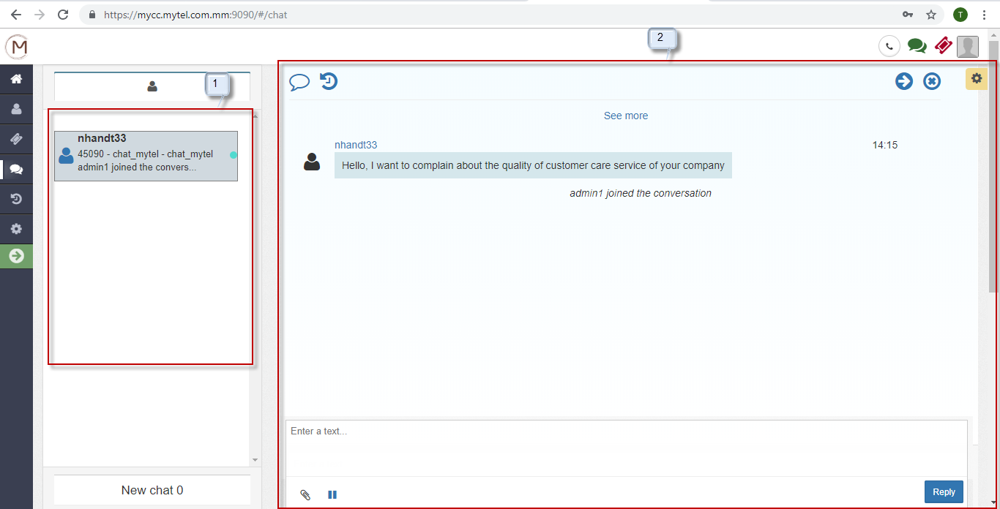 https://mycc.mytel.com.mm:9090/#/chat
T
M
2
1
nhandt33
45090 - chat_mytel - chat_mytel
admin1 joined the convers...
See more
nhandt33
14:15
Hello, I want to complain about the quality of customer care service of your company
admin1 joined the conversation
Enter a text...
Reply
New chat 0